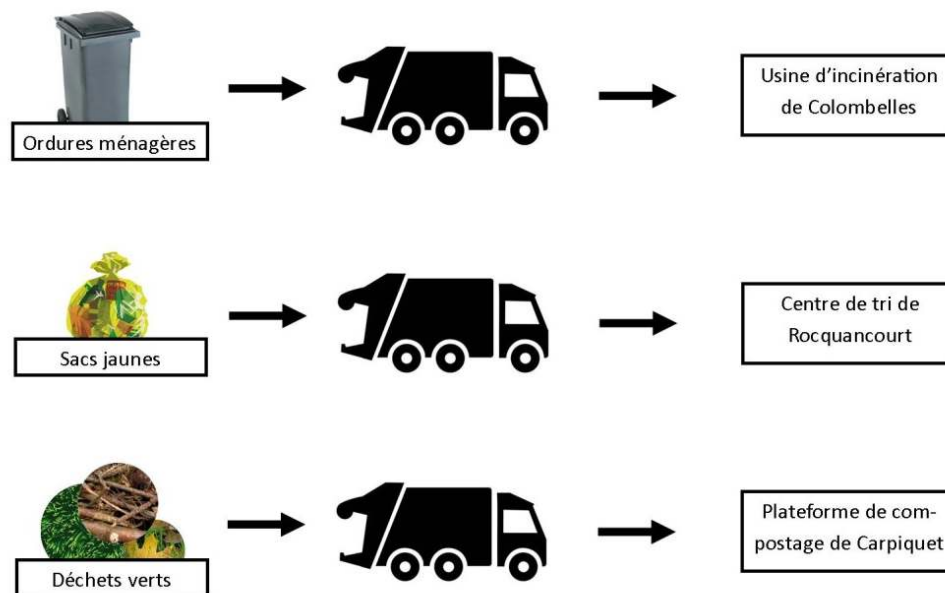 Ordures ménagères
Usine d'incinération
de Colombelles
Sacs jaunes
Centre de tri de
Rocquancourt
Déchets verts
Plateforme de com-
postage de Carpiquet